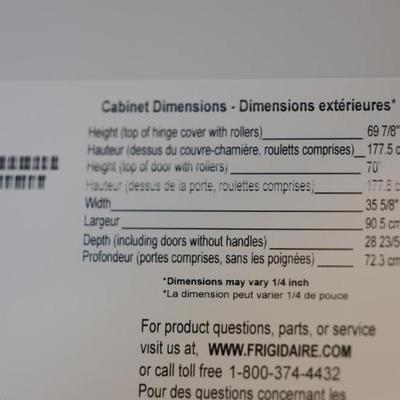 Cabinet Dimensions - Dimensions extérieures*
Height (top of hinge cover with rollers) 69 7/8"
Hauteur (dessus du couvre-charnière, rouletts comprises) 177.5 c
Height (top of door with rollers) 70"
Hauteur (dessus de la porte, roulettes comprises) 177.8 c
Width 35 5/8"
Largeur 90.5 cm
Depth (including doors without handles) 28 23/5
Profondeur (portes comprises, sans les poignées) 72.3 cm
*Dimensions may vary 1/4 inch
*La dimension peut varier 1/4 de pouce
For product questions, parts, or service
visit us at, WWW.FRIGIDAIRE.COM
or call toll free 1-800-374-4432
Pour des questions concernant les